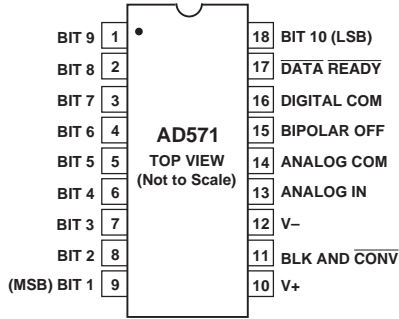 BIT 9 1 18 BIT 10 (LSB)
BIT 8 2 17 DATA READY
BIT 7 3 16 DIGITAL COM
BIT 6 4 AD571 15 BIPOLAR OFF
BIT 5 5 TOP VIEW 14 ANALOG COM
BIT 4 6 (Not to Scale) 13 ANALOG IN
BIT 3 7 12 V–
BIT 2 8 11 BLK AND CONV
(MSB) BIT 1 9 10 V+